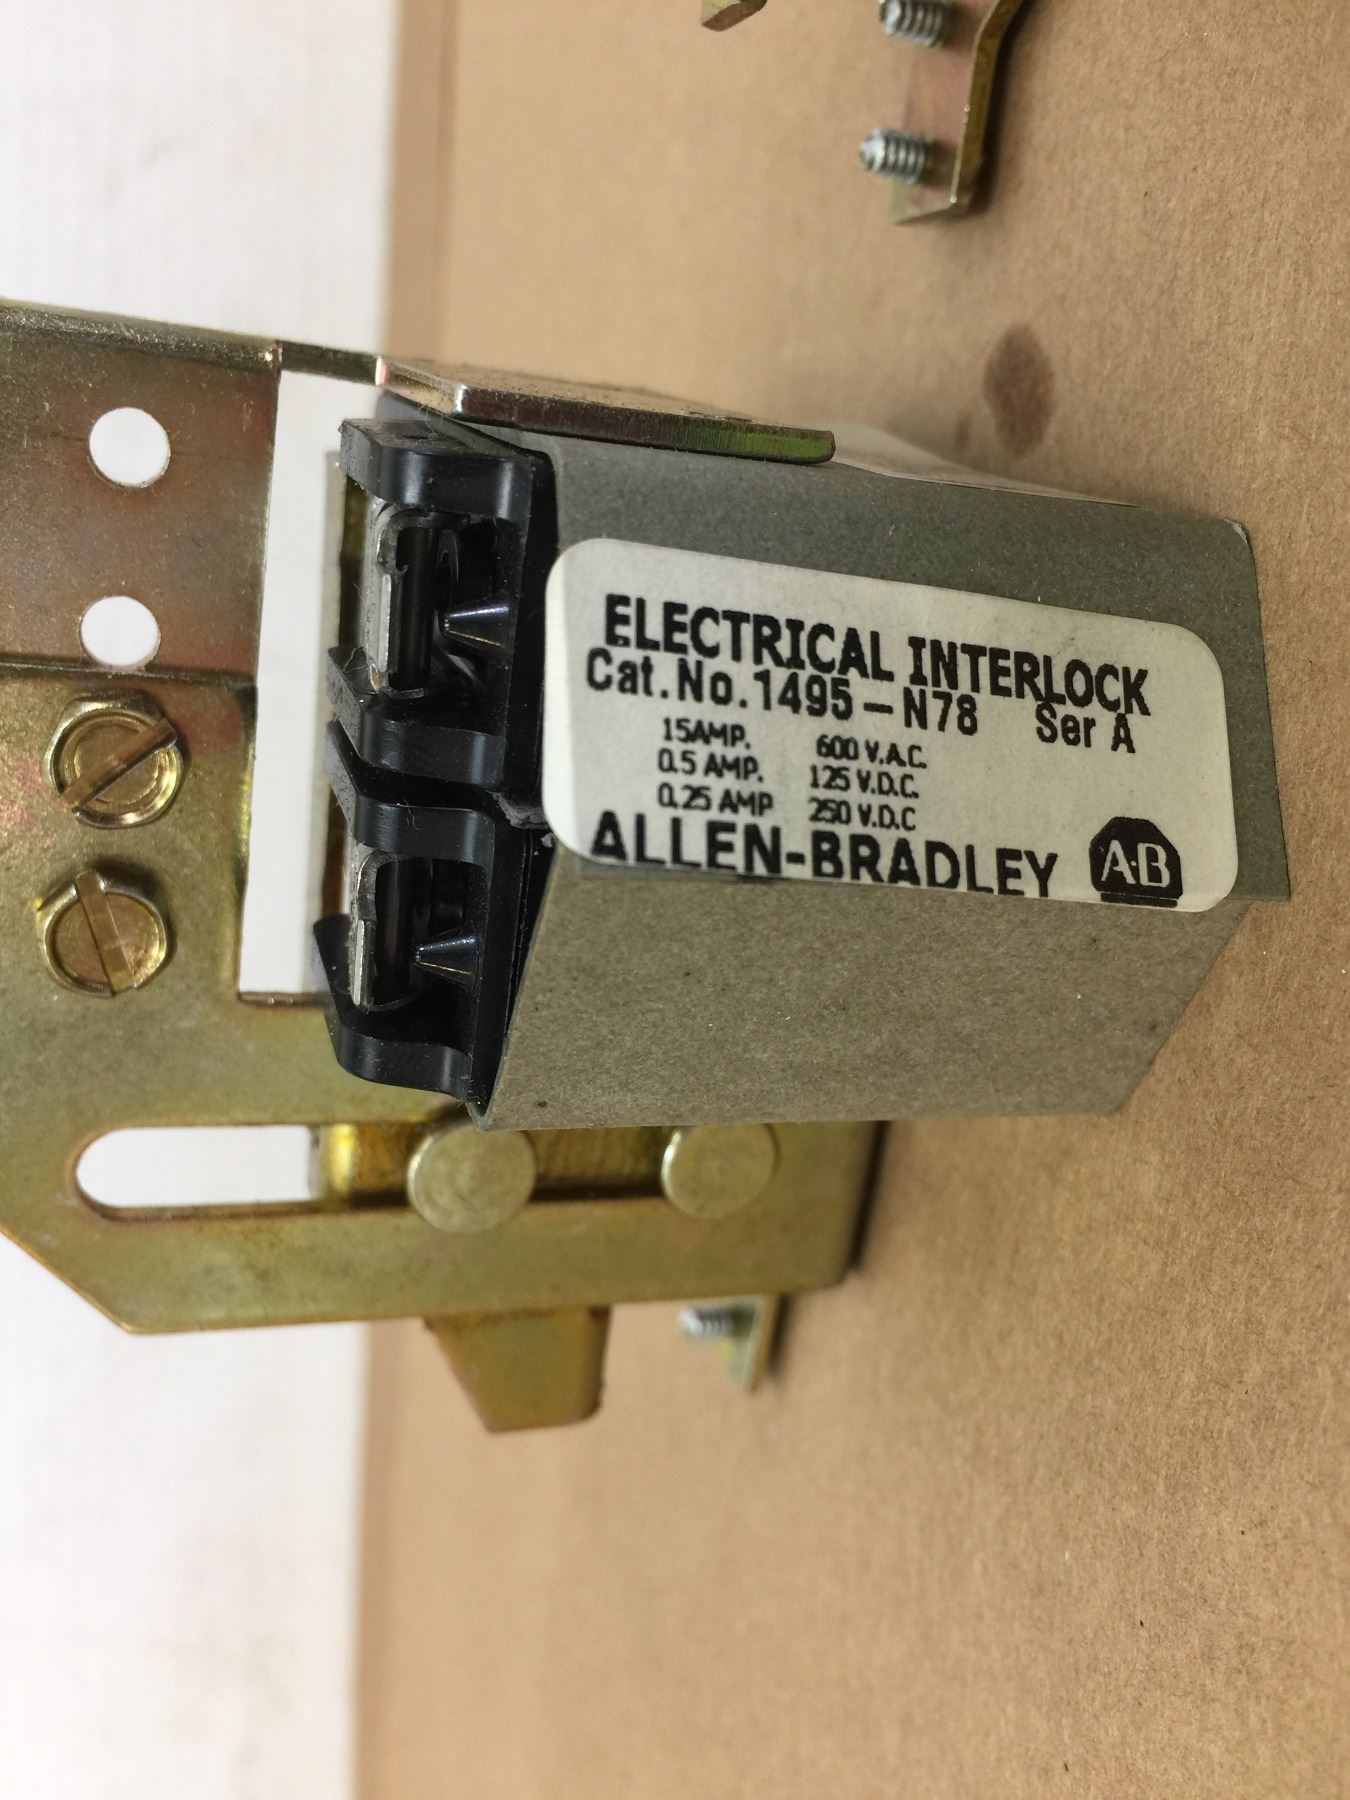 ELECTRICAL INTERLOCK
Cat.No.1495-N78 Ser A
15AMP. 600 V.A.C.
0.5 AMP. 125 V.D.C.
0.25 AMP 250 V.D.C
ALLEN-BRADLEY A·B